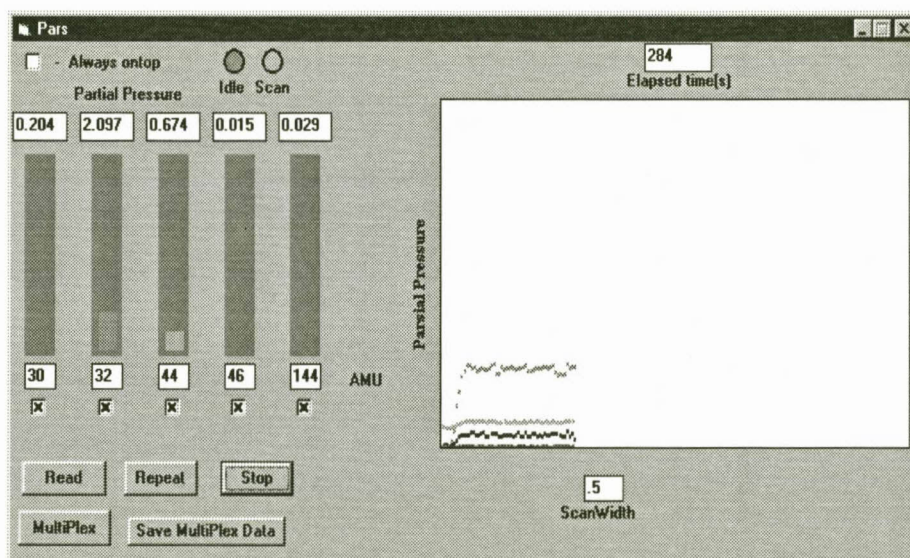 Pars
- Always ontop
Idle Scan
284
Elapsed time(s)
Partial Pressure
0.204 2.097 0.674 0.015 0.029
Parsial Pressure
30 32 44 46 144 AMU
Read Repeat Stop
.5
ScanWidth
MultiPlex Save MultiPlex Data